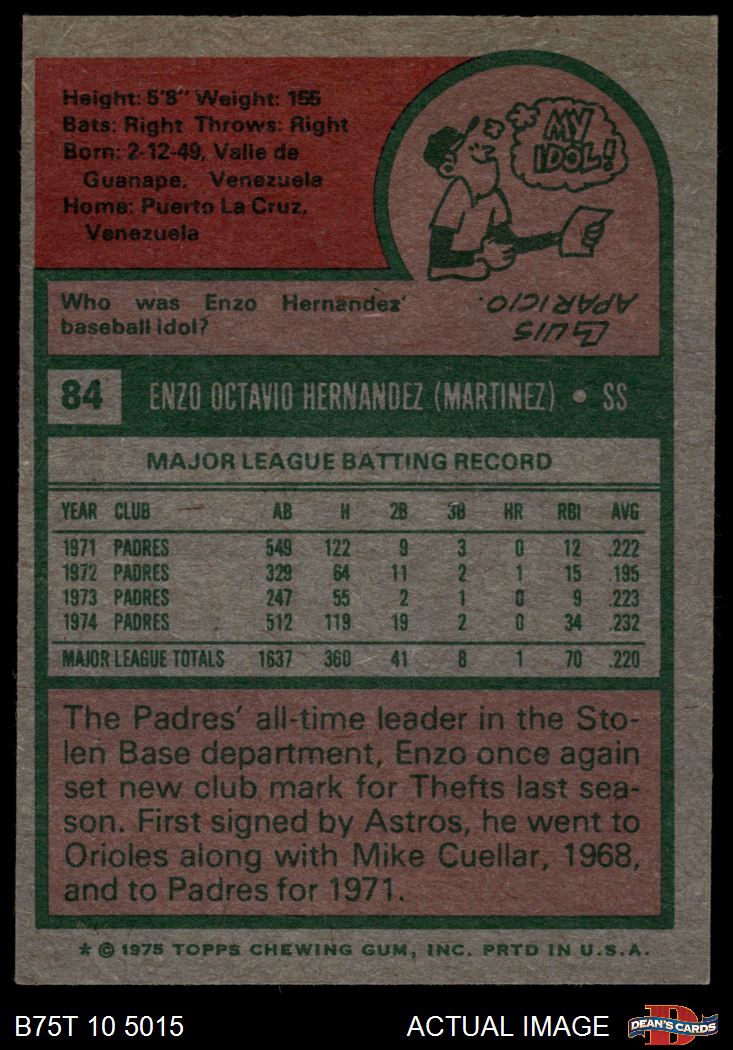 Height: 5'8" Weight: 155
Bats: Right Throws: Right
Born: 2-12-49, Valle de
Guanape, Venezuela
Home: Puerto La Cruz,
Venezuela
MY
IDOL!
Who was Enzo Hernandez'
baseball idol?
LUIS
APARICIO.
84 ENZO OCTAVIO HERNANDEZ (MARTINEZ) • SS
MAJOR LEAGUE BATTING RECORD
YEAR CLUB AB H 2B 3B HR RBI AVG
1971 PADRES 549 122 9 3 0 12 .222
1972 PADRES 329 64 11 2 1 15 .195
1973 PADRES 247 55 2 1 0 9 .223
1974 PADRES 512 119 19 2 0 34 .232
MAJOR LEAGUE TOTALS 1637 360 41 8 1 70 .220
The Padres' all-time leader in the Sto-
len Base department, Enzo once again
set new club mark for Thefts last sea-
son. First signed by Astros, he went to
Orioles along with Mike Cuellar, 1968,
and to Padres for 1971.
* © 1975 TOPPS CHEWING GUM, INC. PRTD IN U.S.A.
B75T 10 5015 ACTUAL IMAGE D DEAN'S CARDS